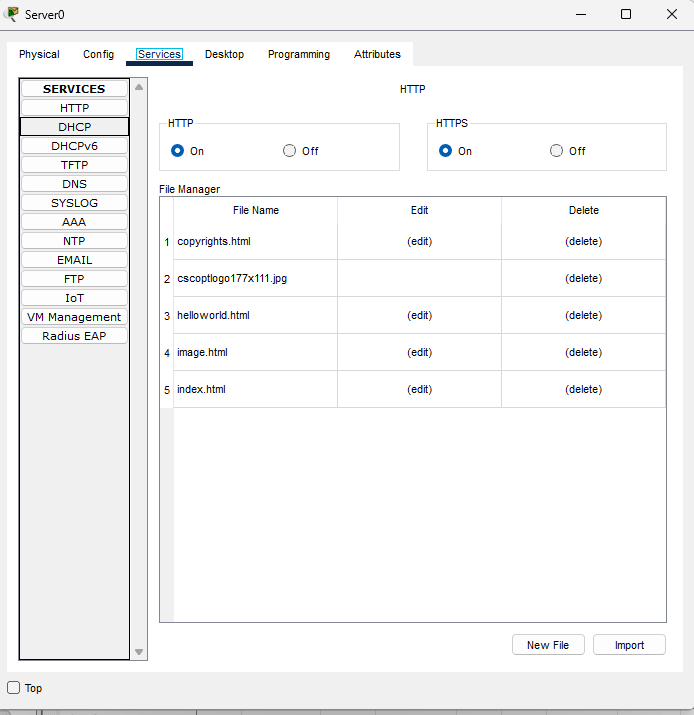 Server0
Physical Config Services Desktop Programming Attributes
SERVICES
HTTP
DHCP
DHCPv6
TFTP
DNS
SYSLOG
AAA
NTP
EMAIL
FTP
IoT
VM Management
Radius EAP
HTTP
HTTP
On Off
HTTPS
On Off
File Manager
File Name Edit Delete
1 copyrights.html (edit) (delete)
2 cscoptlogo177x111.jpg (delete)
3 helloworld.html (edit) (delete)
4 image.html (edit) (delete)
5 index.html (edit) (delete)
New File Import
Top